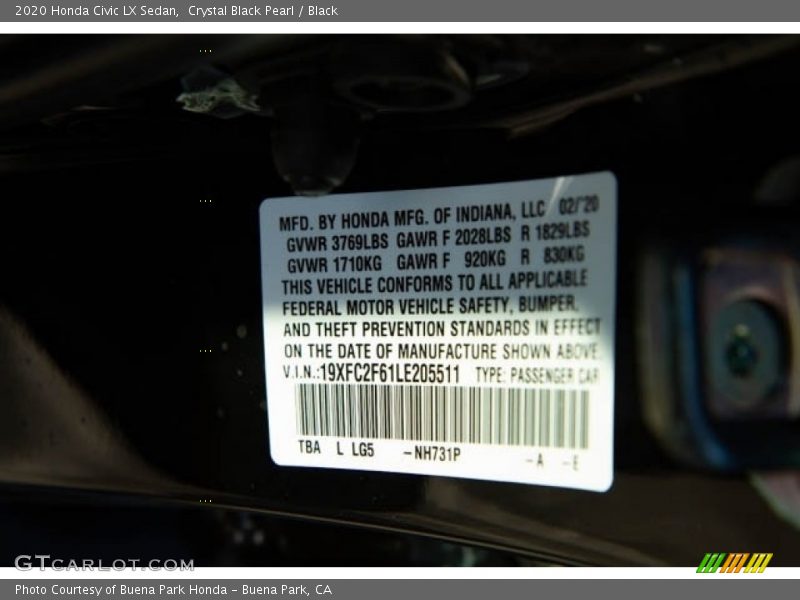 2020 Honda Civic LX Sedan,  Crystal Black Pearl / Black
MFD. BY HONDA MFG. OF INDIANA, LLC 02/'20
GVWR 3769LBS GAWR F 2028LBS R 1829LBS
GVWR 1710KG GAWR F 920KG R 830KG
THIS VEHICLE CONFORMS TO ALL APPLICABLE
FEDERAL MOTOR VEHICLE SAFETY, BUMPER,
AND THEFT PREVENTION STANDARDS IN EFFECT
ON THE DATE OF MANUFACTURE SHOWN ABOVE.
V.I.N.:19XFC2F61LE205511 TYPE: PASSENGER CAR
TBA L LG5 -NH731P -A -E
GTCARLOT.COM
Photo Courtesy of Buena Park Honda - Buena Park, CA